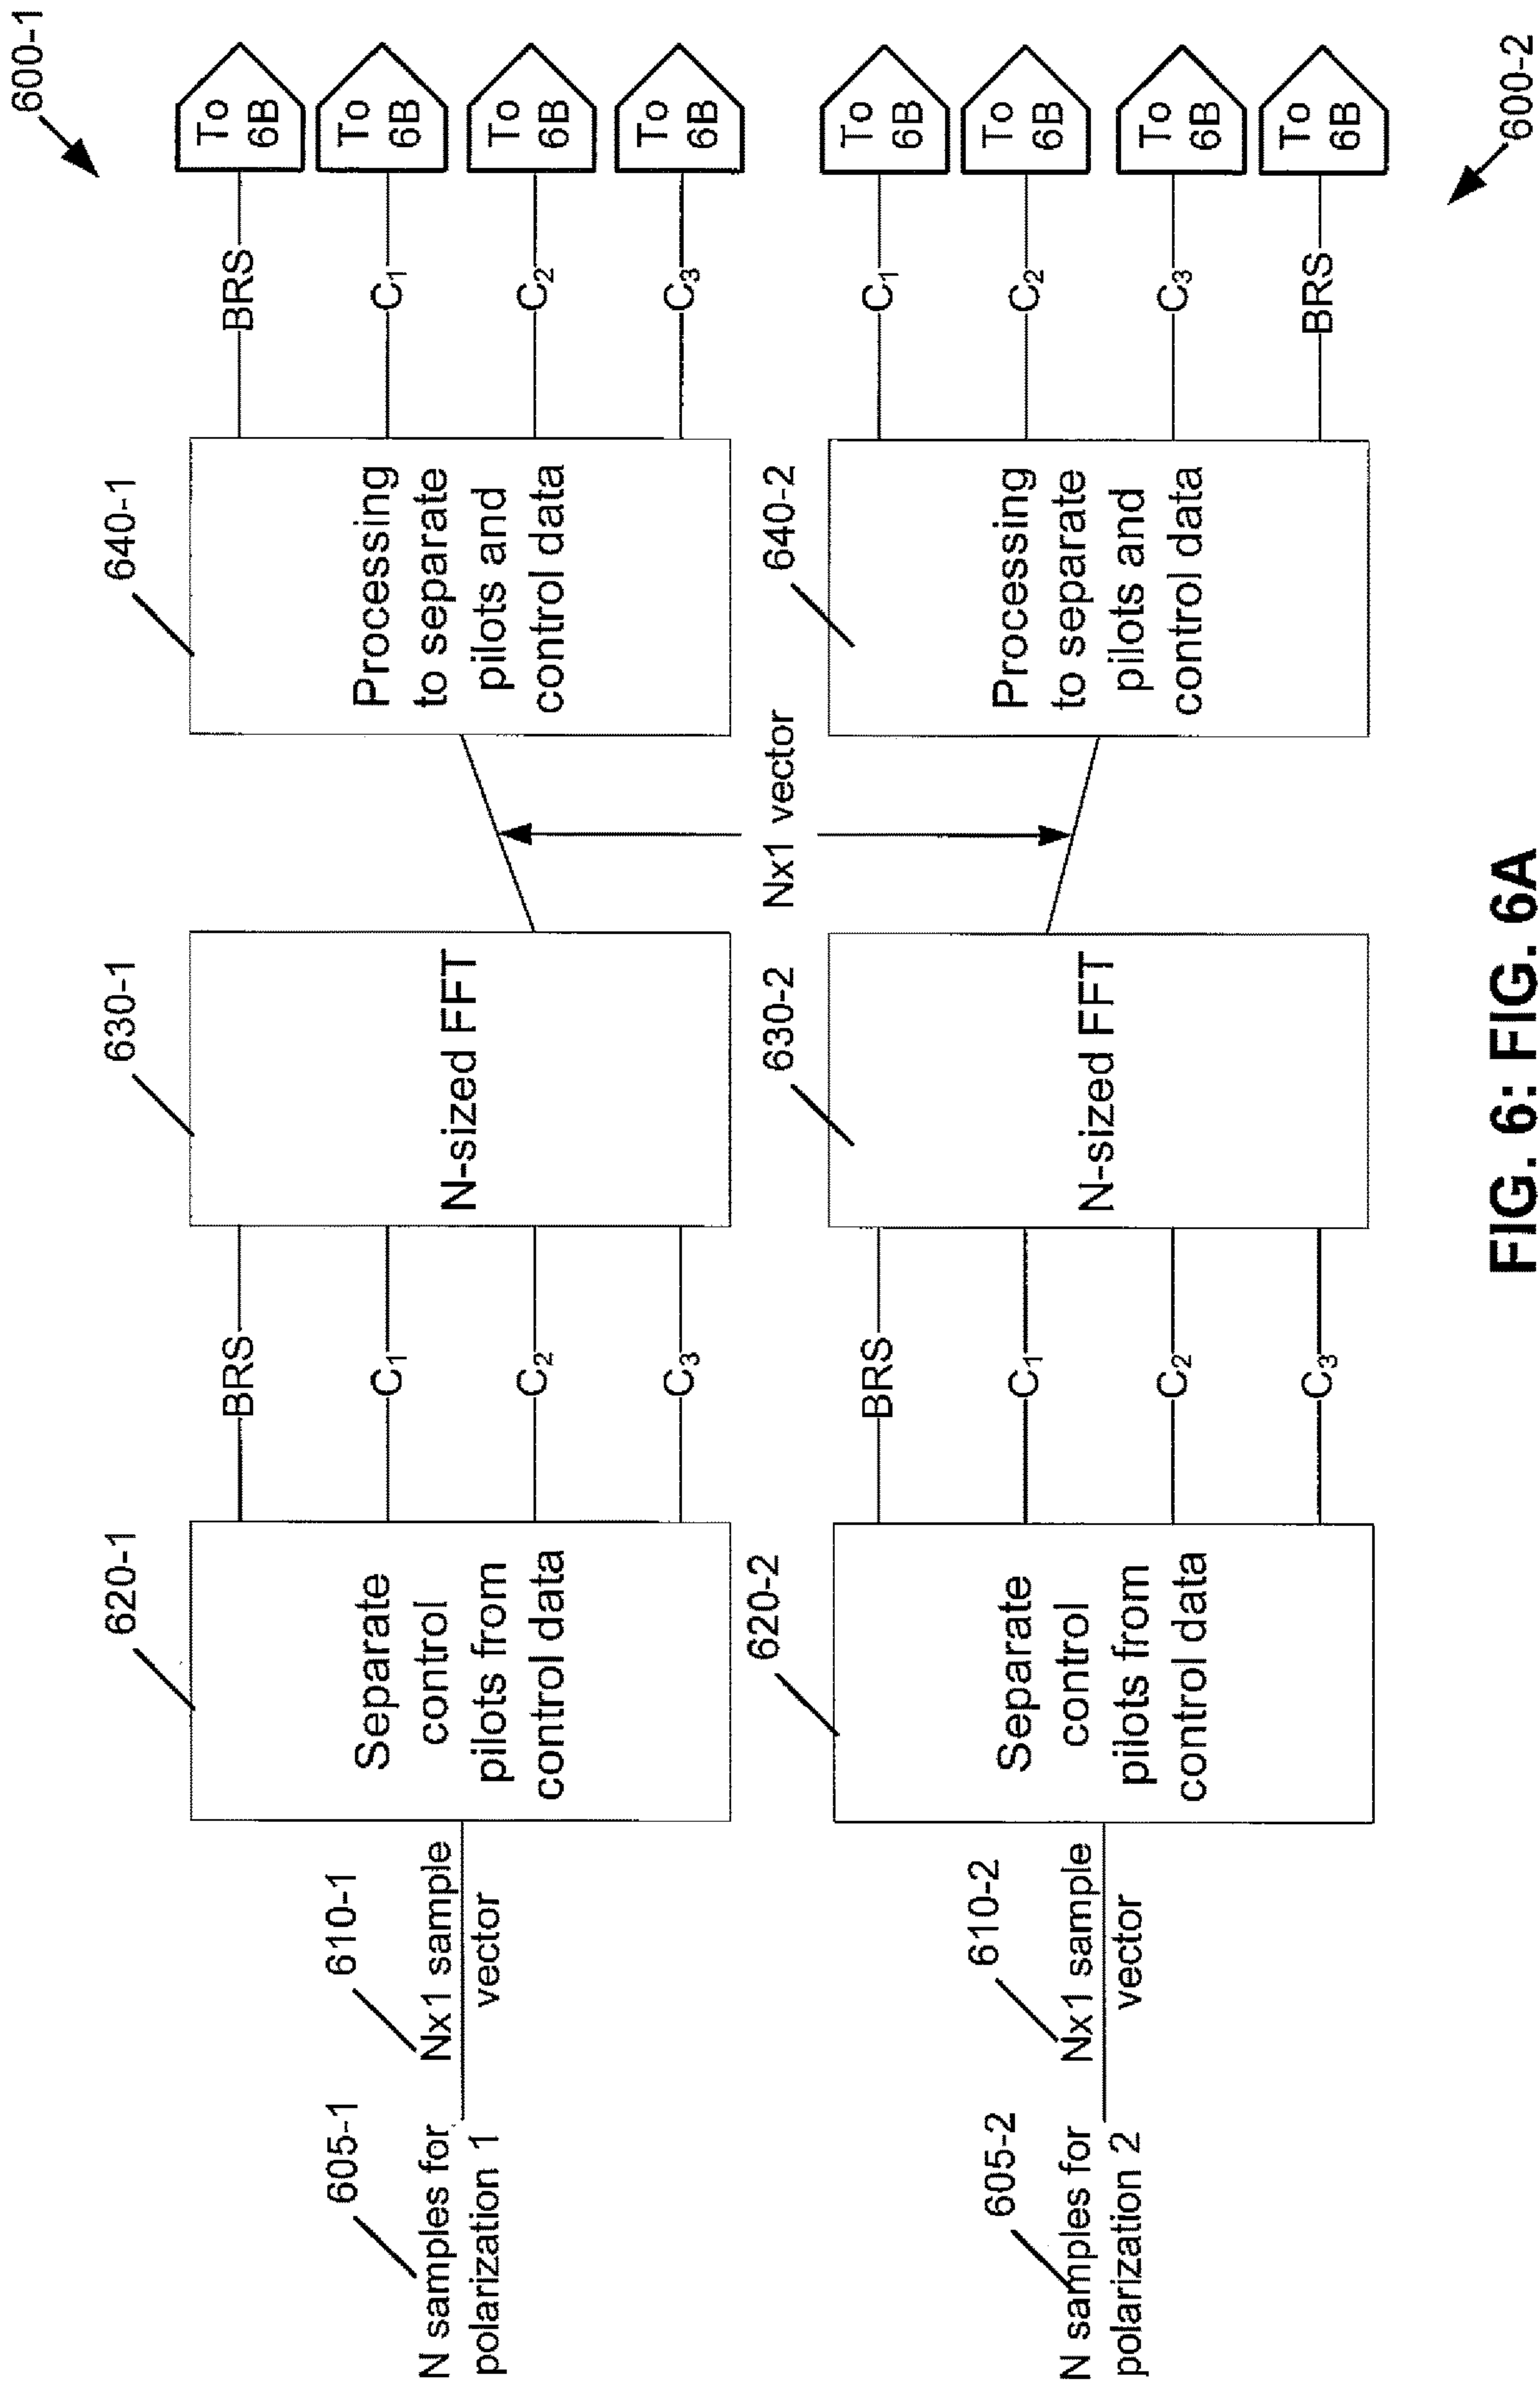 600-1
605-1
N samples for
polarization 1
610-1
Nx1 sample
vector
620-1
Separate
control
pilots from
control data
BRS
C₁
C₂
C₃
630-1
N-sized FFT
640-1
Processing
to separate
pilots and
control data
BRS
C₁
C₂
C₃
To
6B
To
6B
To
6B
To
6B
Nx1 vector
605-2
N samples for
polarization 2
610-2
Nx1 sample
vector
620-2
Separate
control
pilots from
control data
BRS
C₁
C₂
C₃
630-2
N-sized FFT
640-2
Processing
to separate
pilots and
control data
C₁
C₂
C₃
BRS
To
6B
To
6B
To
6B
To
6B
600-2
FIG. 6: FIG. 6A